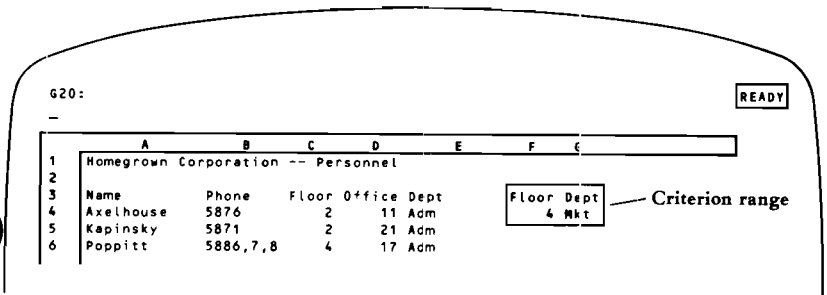 G20:
READY
A B C D E F G
1 Homegrown Corporation -- Personnel
2
3 Name Phone Floor Office Dept Floor Dept Criterion range
4 Axelhouse 5876 2 11 Adm 4 Mkt
5 Kapinsky 5871 2 21 Adm
6 Poppitt 5886,7,8 4 17 Adm